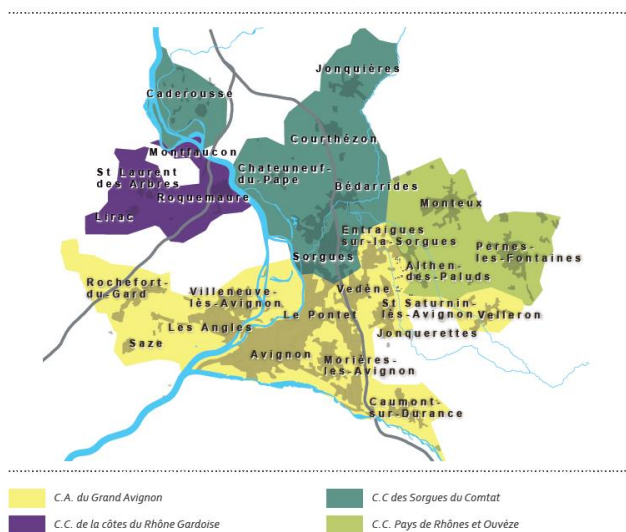 Jonquières
Caderousse
Courthézon
Montfaucon
Chateuneuf-
du-Pape
St Laurent
des Arbres
Bédarrides
Roquemaure
Monteux
Lirac
Entraigues
sur-la-Sorgues
Pernes-
les-Fontaines
Sorgues
Althen-
des-Paluds
Rochefort-
du-Gard
Villeneuve-
lès-Avignon
Vedène
St Saturnin-
lès-Avignon
Velleron
Le Pontet
Les Angles
Jonquerettes
Saze
Avignon
Morières-
les-Avignon
Caumont-
sur-Durance
C.A. du Grand Avignon
C.C des Sorgues du Comtat
C.C. de la côtes du Rhône Gardoise
C.C. Pays de Rhônes et Ouvèze